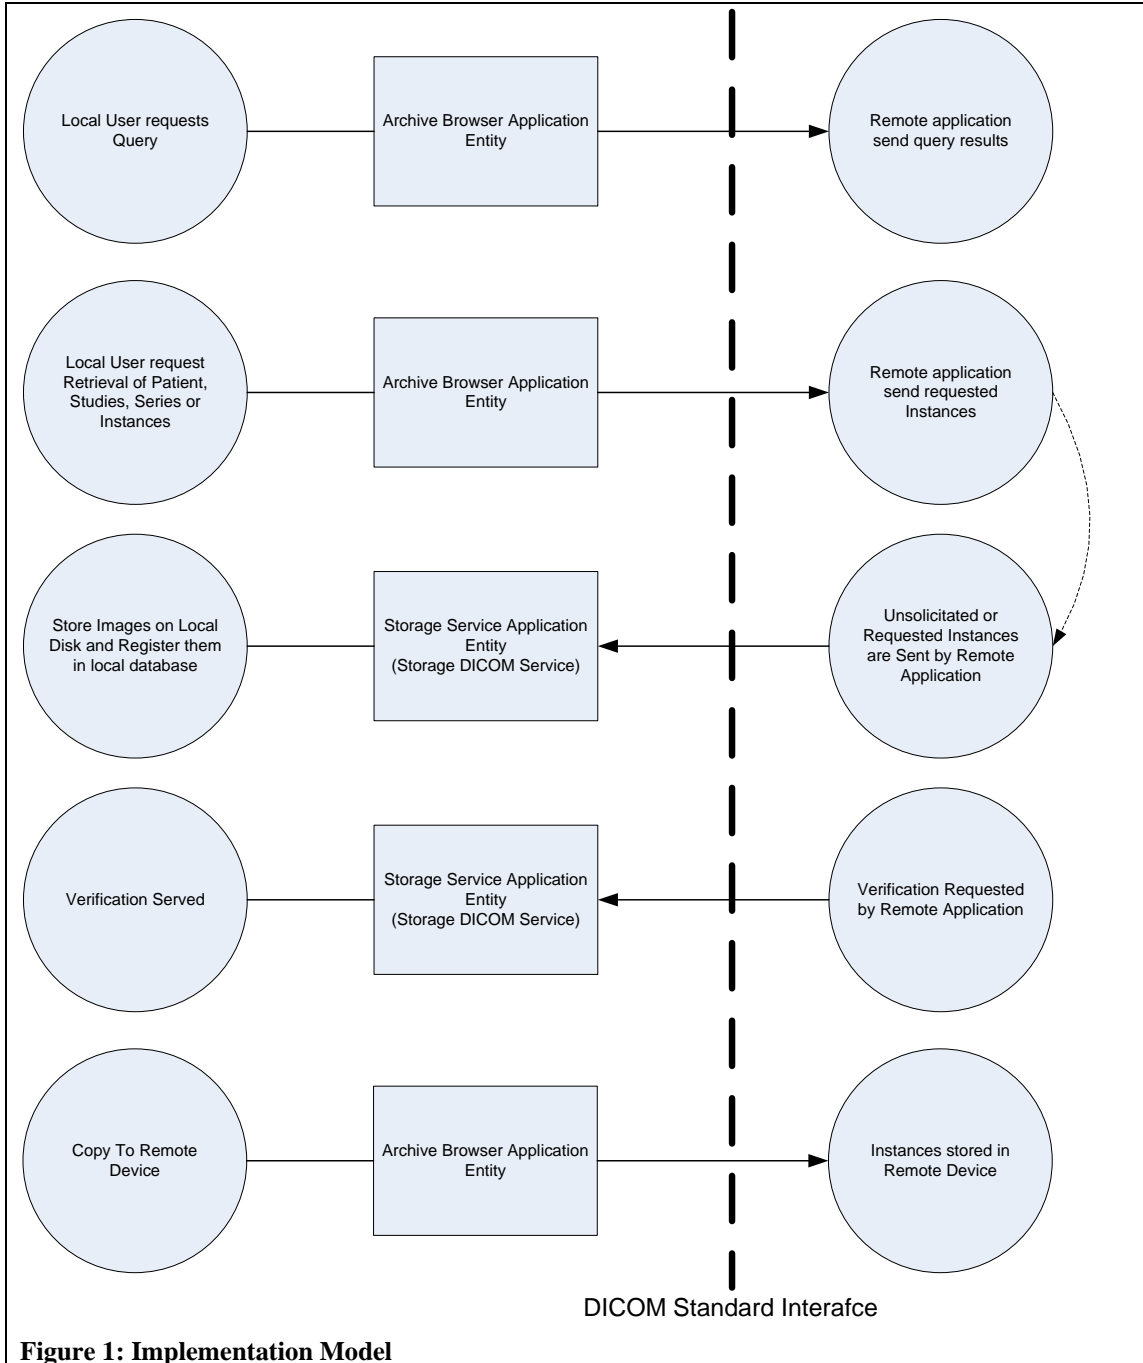 Local User requests
Query
Archive Browser Application
Entity
Remote application
send query results
Local User request
Retrieval of Patient,
Studies, Series or
Instances
Archive Browser Application
Entity
Remote application
send requested
Instances
Store Images on Local
Disk and Register them
in local database
Storage Service Application
Entity
(Storage DICOM Service)
Unsolicitated or
Requested Instances
are Sent by Remote
Application
Verification Served
Storage Service Application
Entity
(Storage DICOM Service)
Verification Requested
by Remote Application
Copy To Remote
Device
Archive Browser Application
Entity
Instances stored in
Remote Device
DICOM Standard Interafce
Figure 1: Implementation Model